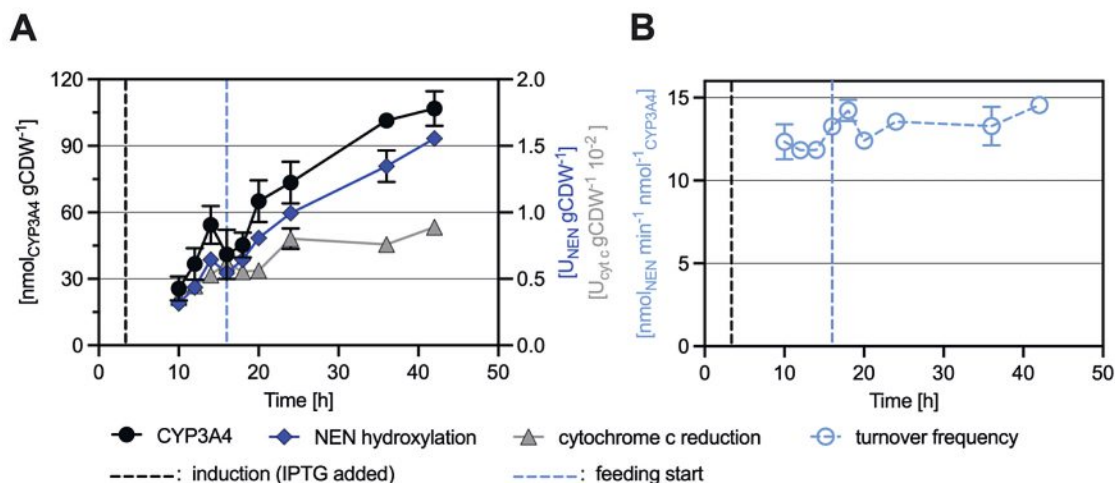 A
B
[nmolCYP3A4 gCDW⁻¹]
120
90
60
30
0
2.0
1.5
1.0
0.5
0.0
[UNEN gCDW⁻¹]
[Ucyt c gCDW⁻¹ 10⁻²]
0 10 20 30 40 50
Time [h]
[nmolNEN min⁻¹ nmol⁻¹CYP3A4]
15
10
5
0
0 10 20 30 40 50
Time [h]
CYP3A4 NEN hydroxylation cytochrome c reduction turnover frequency
: induction (IPTG added) : feeding start